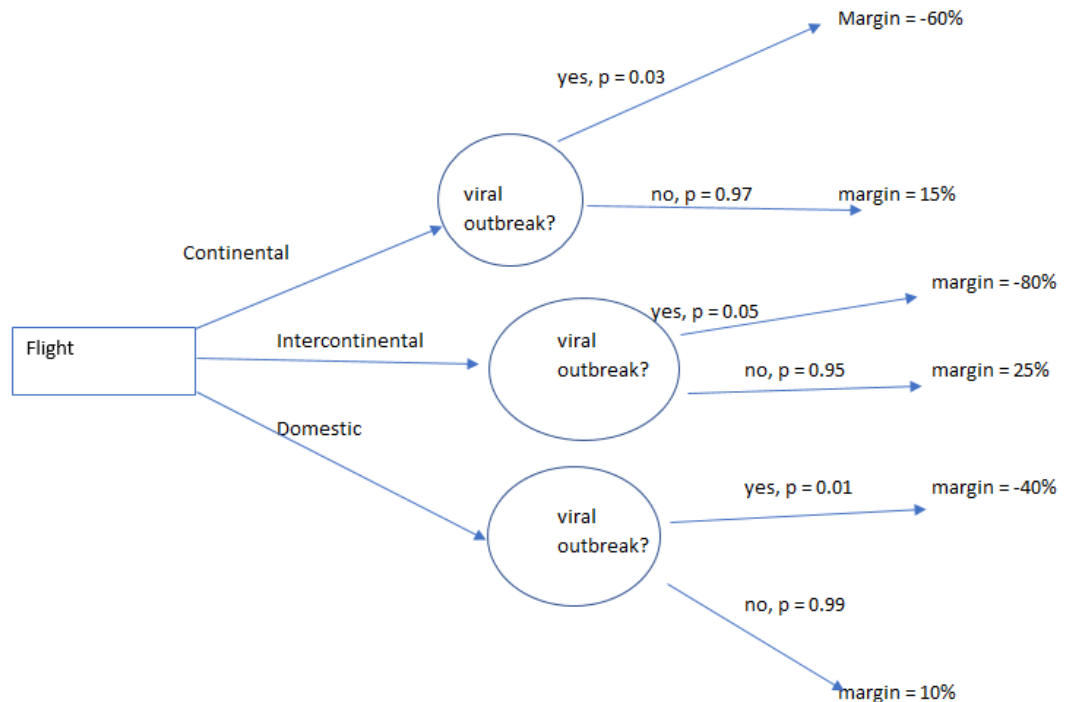 Margin = -60%
yes, p = 0.03
viral
outbreak?
no, p = 0.97
margin = 15%
Continental
margin = -80%
yes, p = 0.05
Flight
Intercontinental
viral
outbreak?
no, p = 0.95
margin = 25%
Domestic
yes, p = 0.01
margin = -40%
viral
outbreak?
no, p = 0.99
margin = 10%